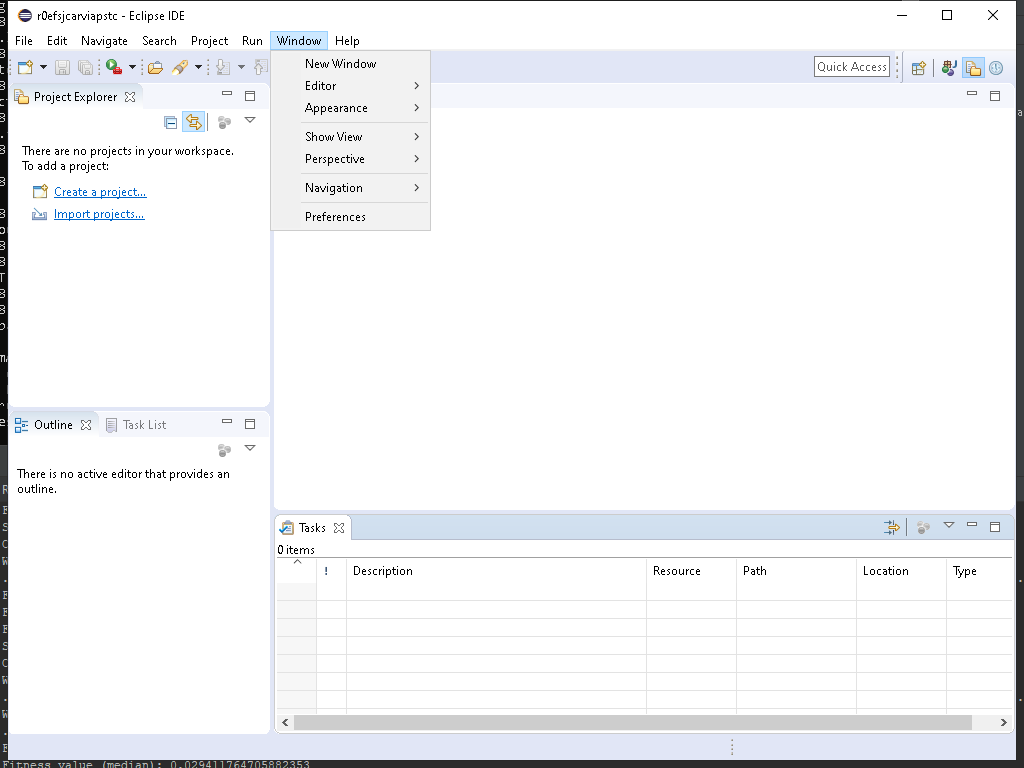 r0efsjcarviapstc - Eclipse IDE
File Edit Navigate Search Project Run Window Help
New Window
Editor
Appearance
Show View
Perspective
Navigation
Preferences
Quick Access
Project Explorer
There are no projects in your workspace.
To add a project:
Create a project...
Import projects...
Outline Task List
There is no active editor that provides an
outline.
Tasks
0 items
! Description Resource Path Location Type
Fitness value (median): 0.029411764705882353